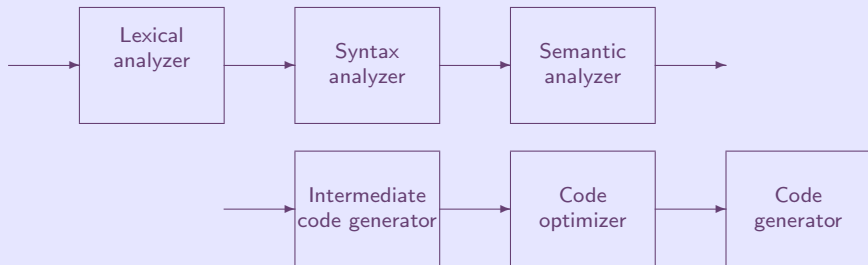 Lexical
analyzer
Syntax
analyzer
Semantic
analyzer
Intermediate
code generator
Code
optimizer
Code
generator